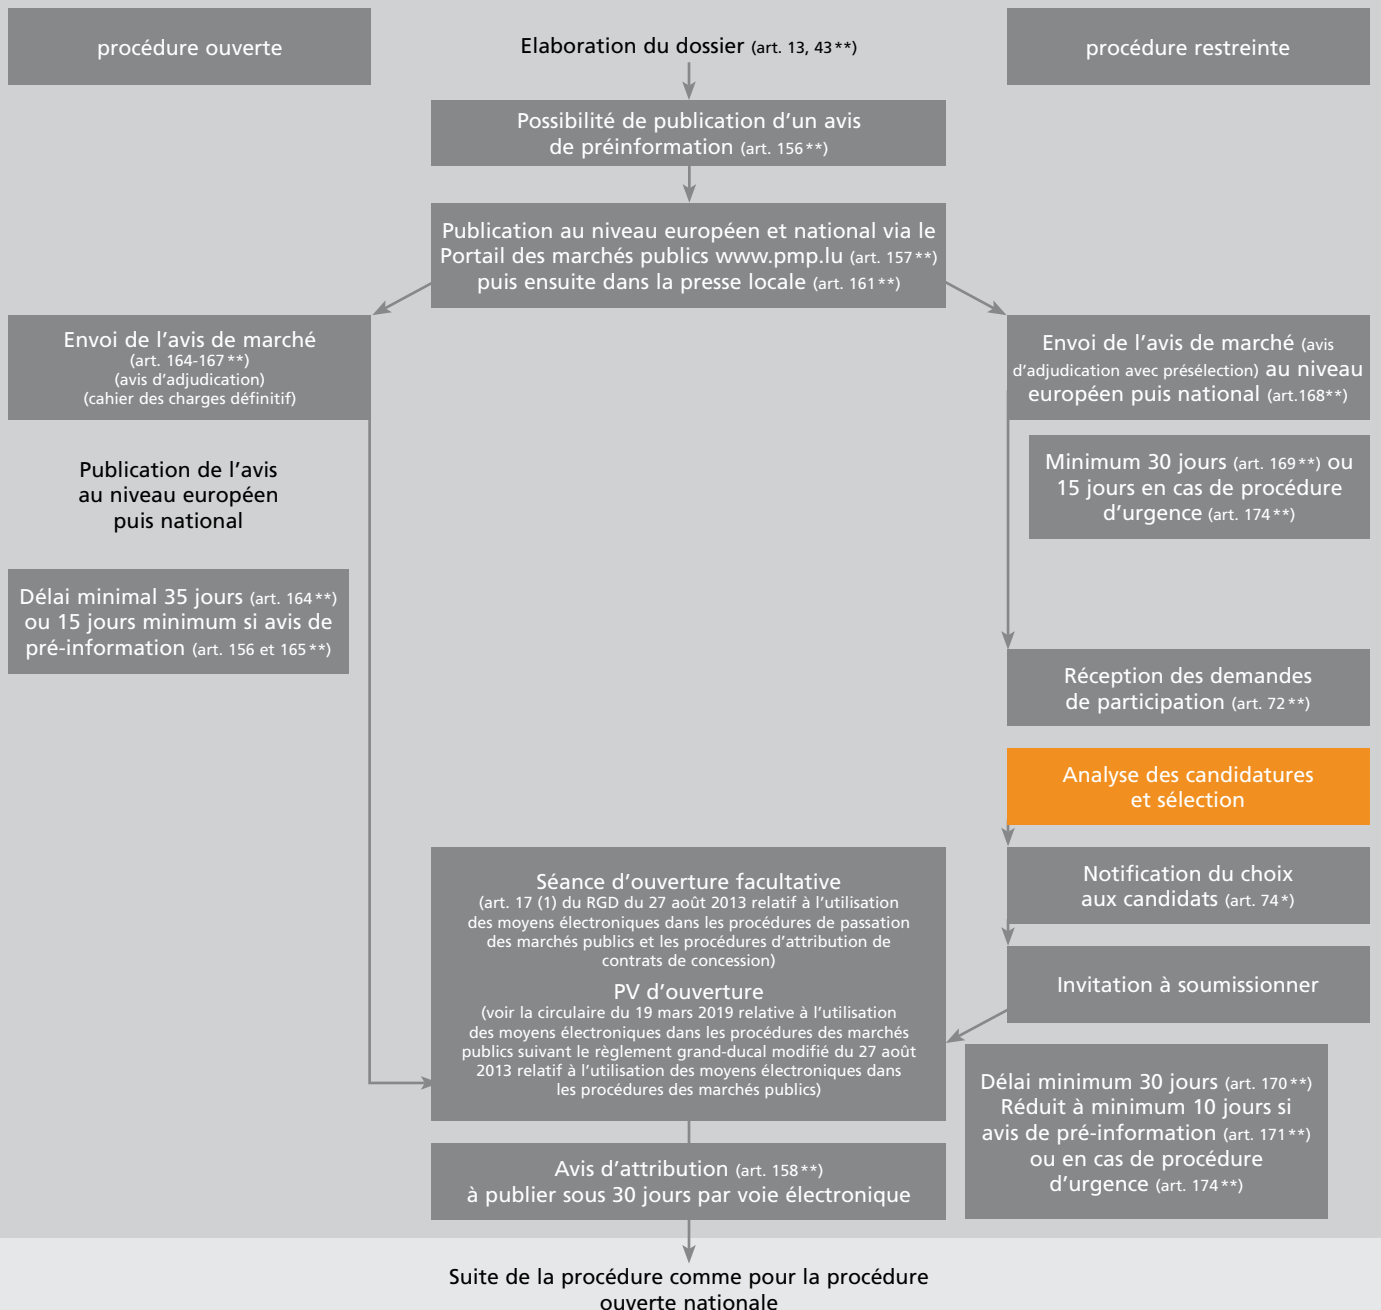 procédure ouverte
Elaboration du dossier (art. 13, 43**)
procédure restreinte
Possibilité de publication d’un avis
de préinformation (art. 156**)
Publication au niveau européen et national via le
Portail des marchés publics www.pmp.lu (art. 157**)
puis ensuite dans la presse locale (art. 161**)
Envoi de l’avis de marché
(art. 164-167**)
(avis d’adjudication)
(cahier des charges définitif)
Publication de l’avis
au niveau européen
puis national
Délai minimal 35 jours (art. 164**)
ou 15 jours minimum si avis de
pré-information (art. 156 et 165**)
Envoi de l’avis de marché (avis
d’adjudication avec présélection) au niveau
européen puis national (art.168**)
Minimum 30 jours (art. 169**) ou
15 jours en cas de procédure
d’urgence (art. 174**)
Réception des demandes
de participation (art. 72**)
Analyse des candidatures
et sélection
Notification du choix
aux candidats (art. 74*)
Invitation à soumissionner
Délai minimum 30 jours (art. 170**)
Réduit à minimum 10 jours si
avis de pré-information (art. 171**)
ou en cas de procédure
d’urgence (art. 174**)
Séance d’ouverture facultative
(art. 17 (1) du RGD du 27 août 2013 relatif à l’utilisation
des moyens électroniques dans les procédures de passation
des marchés publics et les procédures d’attribution de
contrats de concession)
PV d’ouverture
(voir la circulaire du 19 mars 2019 relative à l’utilisation
des moyens électroniques dans les procédures des marchés
publics suivant le règlement grand-ducal modifié du 27 août
2013 relatif à l’utilisation des moyens électroniques dans
les procédures des marchés publics)
Avis d’attribution (art. 158**)
à publier sous 30 jours par voie électronique
Suite de la procédure comme pour la procédure
ouverte nationale